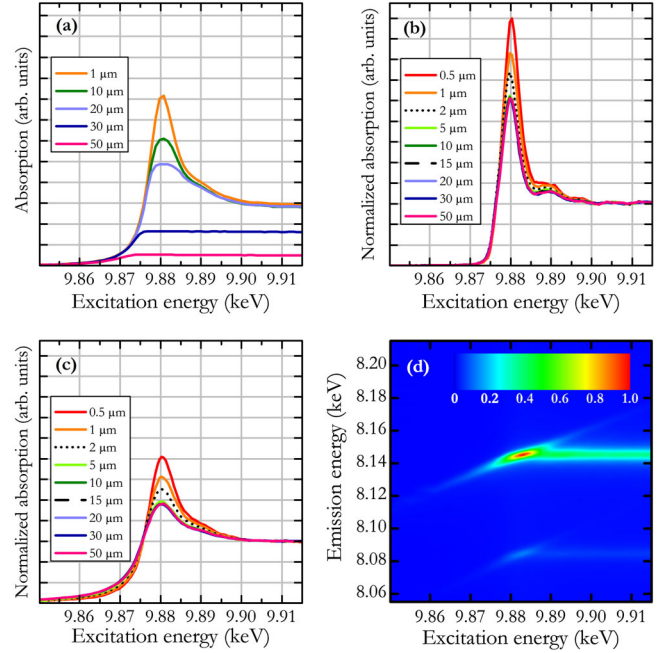 (a)
Absorption (arb. units)
1 µm
10 µm
20 µm
30 µm
50 µm
9.86 9.87 9.88 9.89 9.90 9.91
Excitation energy (keV)
(b)
Normalized absorption (arb. units)
0.5 µm
1 µm
2 µm
5 µm
10 µm
15 µm
20 µm
30 µm
50 µm
9.86 9.87 9.88 9.89 9.90 9.91
Excitation energy (keV)
(c)
Normalized absorption (arb. units)
0.5 µm
1 µm
2 µm
5 µm
10 µm
15 µm
20 µm
30 µm
50 µm
9.86 9.87 9.88 9.89 9.90 9.91
Excitation energy (keV)
(d)
0 0.2 0.4 0.6 0.8 1.0
Emission energy (keV)
8.20
8.18
8.16
8.14
8.12
8.10
8.08
8.06
9.86 9.87 9.88 9.89 9.90 9.91
Excitation energy (keV)